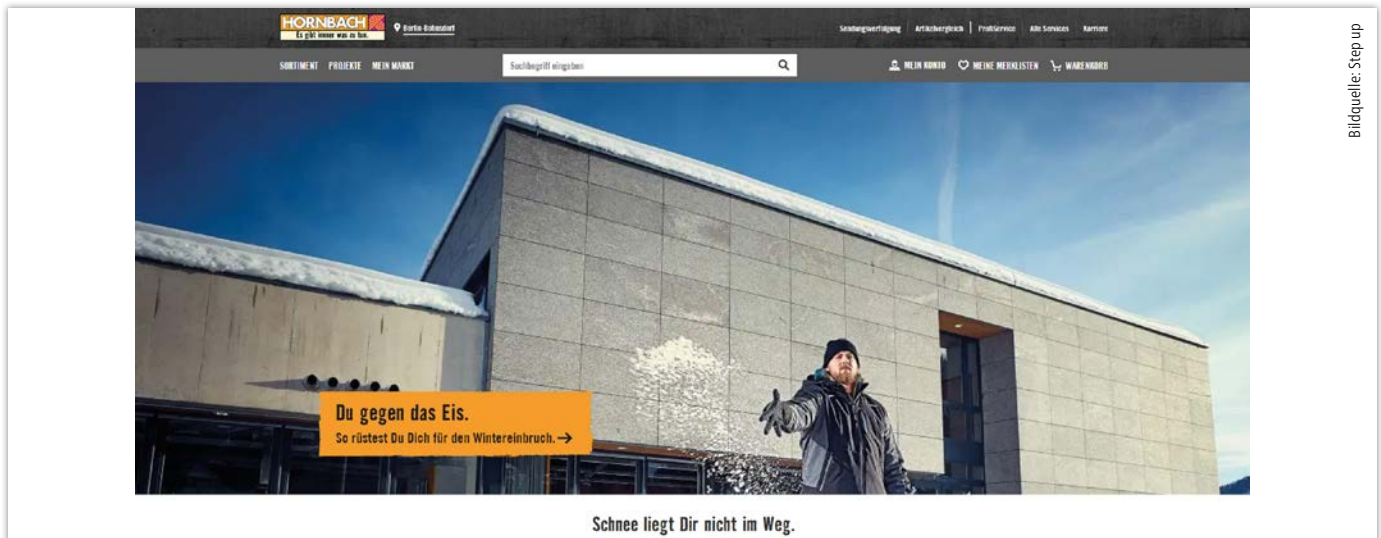 HORNBACH
Es gibt immer was zu tun.
Berlin-Bohnsdorf
Sendungsverfolgung
Artikelvergleich
ProfiService
Alle Services
Karriere
SORTIMENT
PROJEKTE
MEIN MARKT
Suchbegriff eingeben
MEIN KONTO
MEINE MERKLISTEN
WARENKORB
Bildquelle: Step up
Du gegen das Eis.
So rüstest Du Dich für den Wintereinbruch.→
Schnee liegt Dir nicht im Weg.